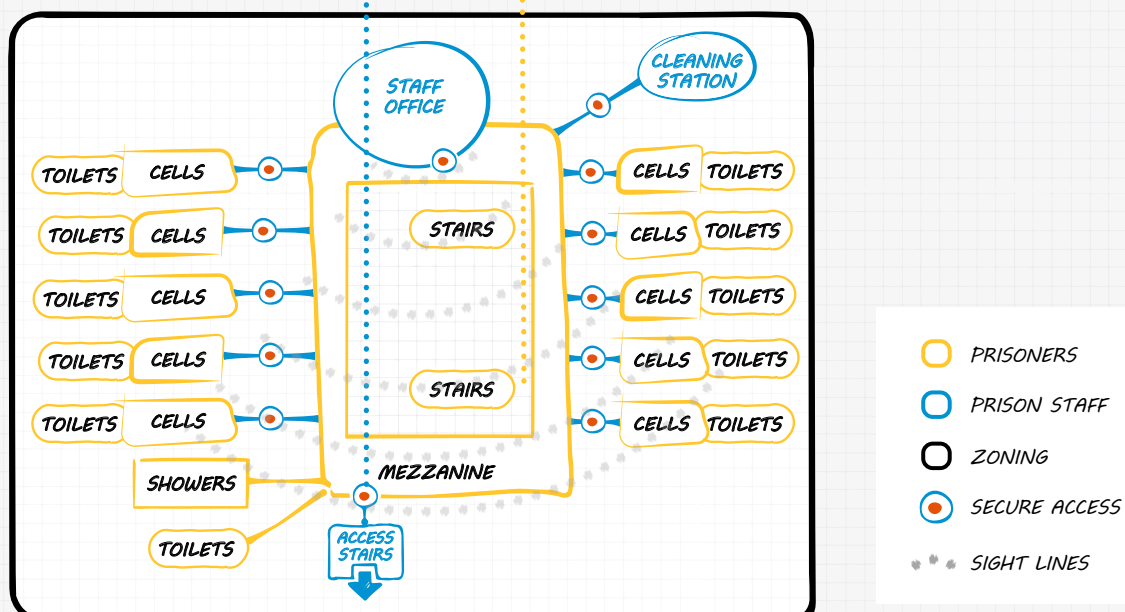 STAFF
OFFICE
CLEANING
STATION
TOILETS CELLS
CELLS TOILETS
TOILETS CELLS
STAIRS
CELLS TOILETS
TOILETS CELLS
CELLS TOILETS
TOILETS CELLS
CELLS TOILETS
STAIRS
TOILETS CELLS
CELLS TOILETS
MEZZANINE
SHOWERS
TOILETS
ACCESS
STAIRS
PRISONERS
PRISON STAFF
ZONING
SECURE ACCESS
SIGHT LINES